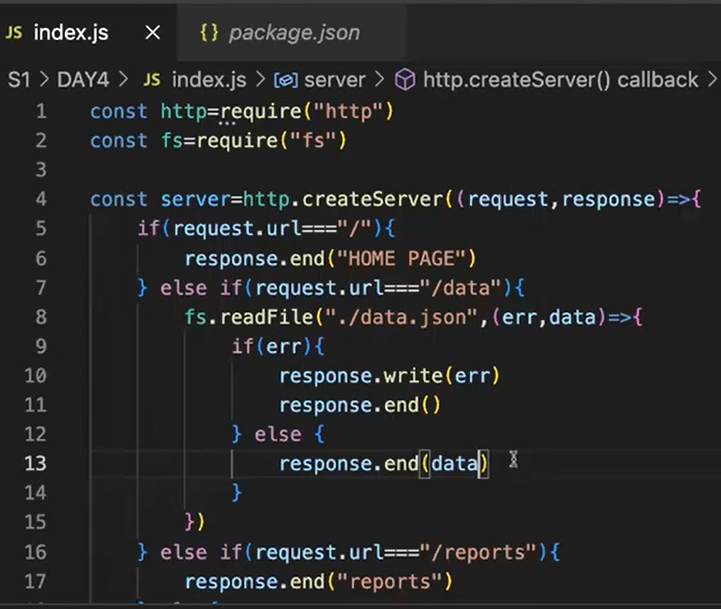 JS index.js × {} package.json
S1 > DAY4 > JS index.js > server > http.createServer() callback >
1 const http=require("http")
2 const fs=require("fs")
3
4 const server=http.createServer((request,response)=>{
5 if(request.url==="/"){
6 response.end("HOME PAGE")
7 } else if(request.url==="/data"){
8 fs.readFile("./data.json",(err,data)=>{
9 if(err){
10 response.write(err)
11 response.end()
12 } else {
13 response.end(data)
14 }
15 })
16 } else if(request.url==="/reports"){
17 response.end("reports")